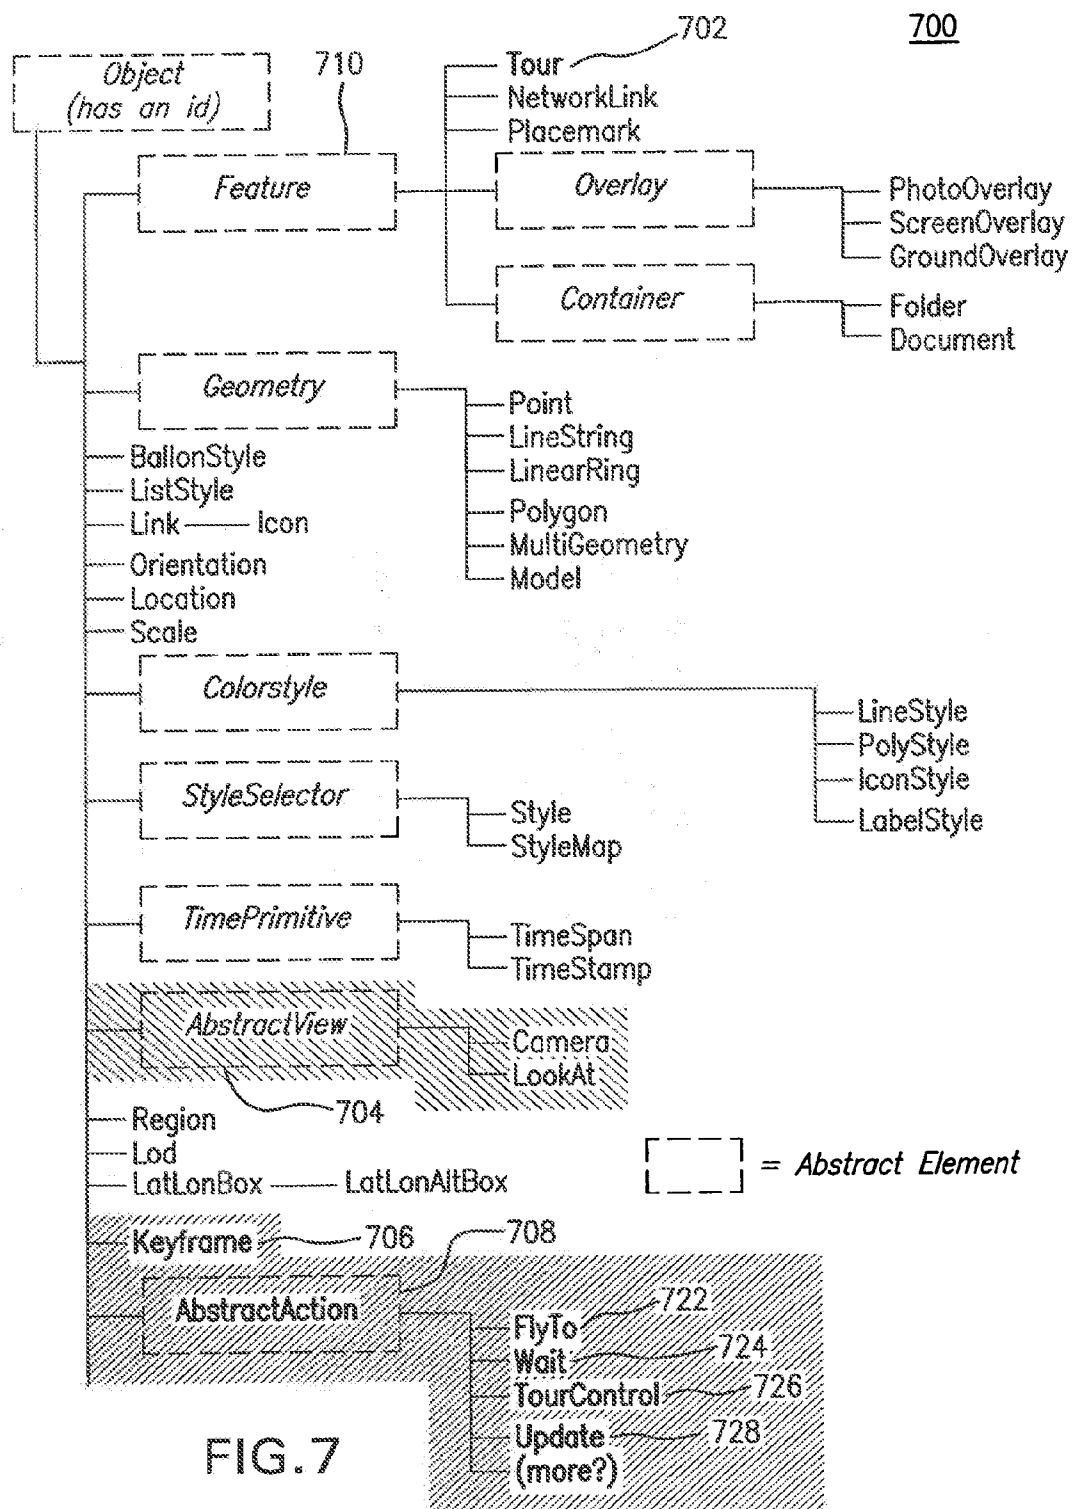 700
702
Object
(has an id)
710
Tour
NetworkLink
Placemark
Feature
Overlay
PhotoOverlay
ScreenOverlay
GroundOverlay
Container
Folder
Document
Geometry
Point
LineString
LinearRing
Polygon
MultiGeometry
Model
BallonStyle
ListStyle
Link
Icon
Orientation
Location
Scale
Colorstyle
LineStyle
PolyStyle
IconStyle
LabelStyle
StyleSelector
Style
StyleMap
TimePrimitive
TimeSpan
TimeStamp
AbstractView
Camera
LookAt
704
Region
Lod
LatLonBox
LatLonAltBox
= Abstract Element
Keyframe
706
708
AbstractAction
FlyTo
722
Wait
724
TourControl
726
Update
728
(more?)
FIG.7